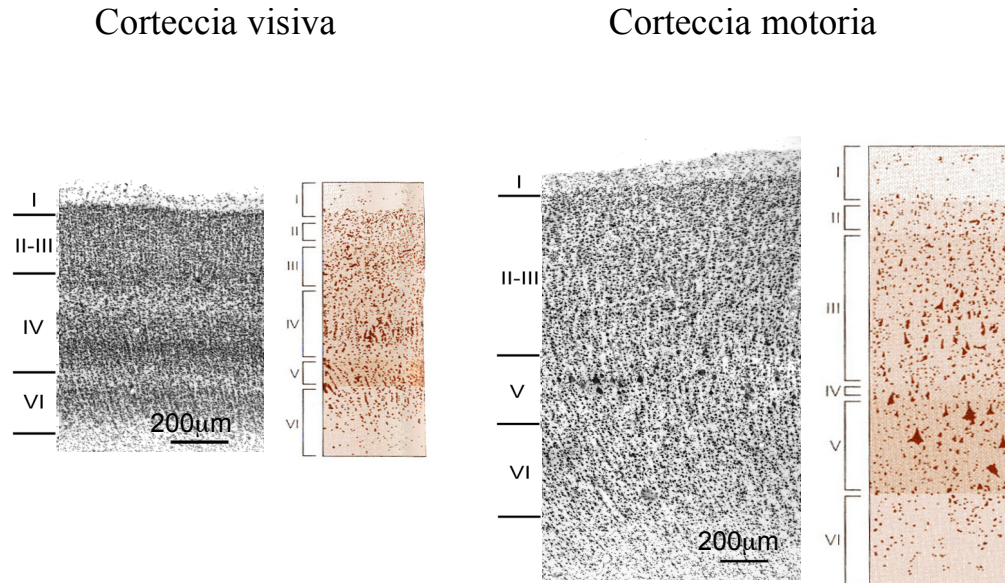 Corteccia visiva
Corteccia motoria
I
II-III
IV
VI
200μm
I
II
III
IV
V
VI
I
II-III
V
VI
200μm
I
II
III
IV
V
VI